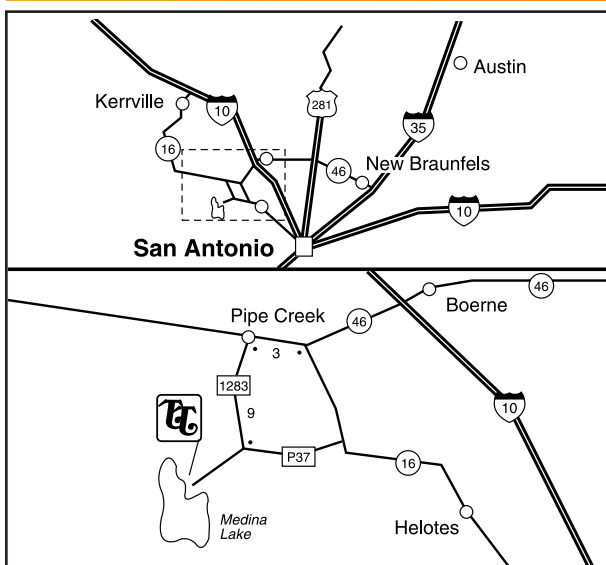 Austin
Kerrville
10
281
35
16
46
New Braunfels
10
San Antonio
46
Boerne
Pipe Creek
46
3
1283
10
9
TC
P37
16
Medina
Lake
Helotes